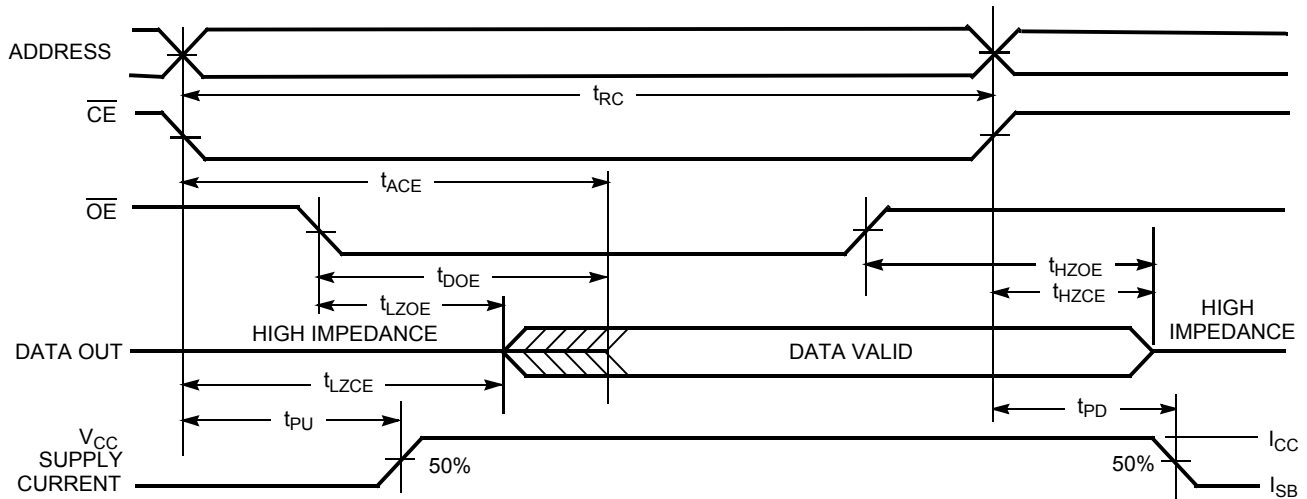 ADDRESS
tRC
CE
tACE
OE
tDOE
tHZOE
tLZOE
tHZCE
HIGH IMPEDANCE
HIGH
IMPEDANCE
DATA OUT
DATA VALID
tLZCE
tPU
tPD
VCC
SUPPLY
CURRENT
50%
50%
ICC
ISB